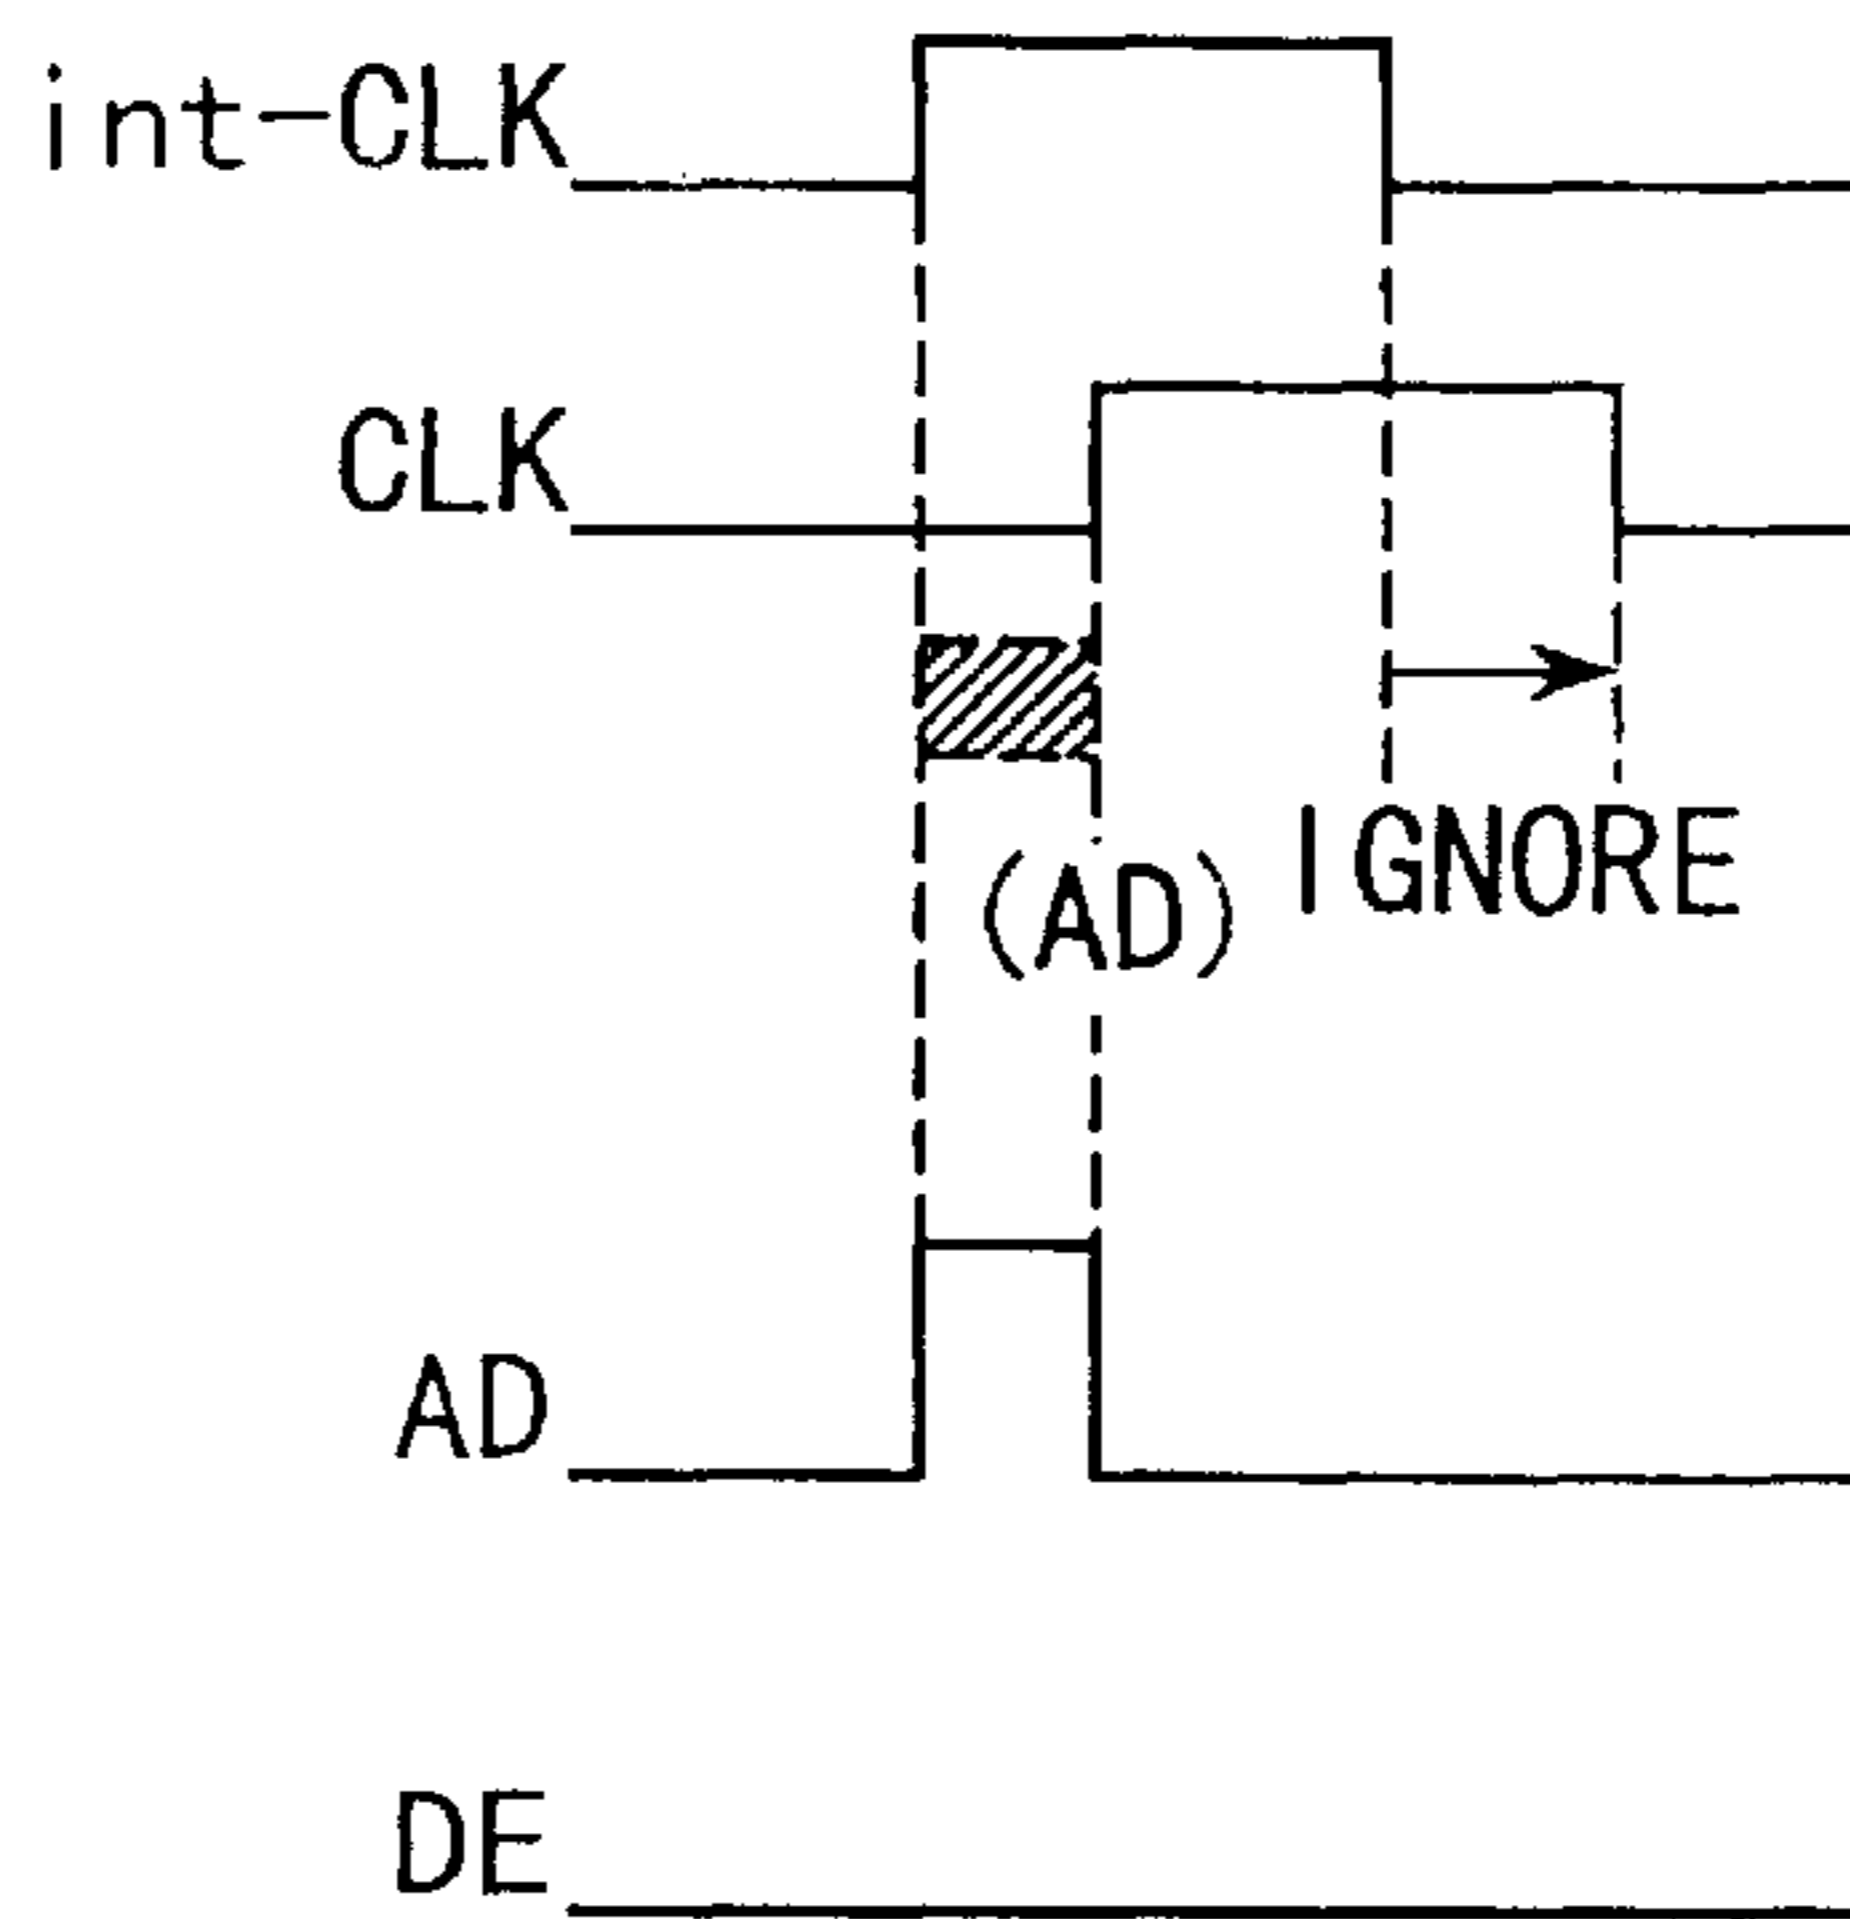 int-CLK
CLK
(AD)
IGNORE
AD
DE